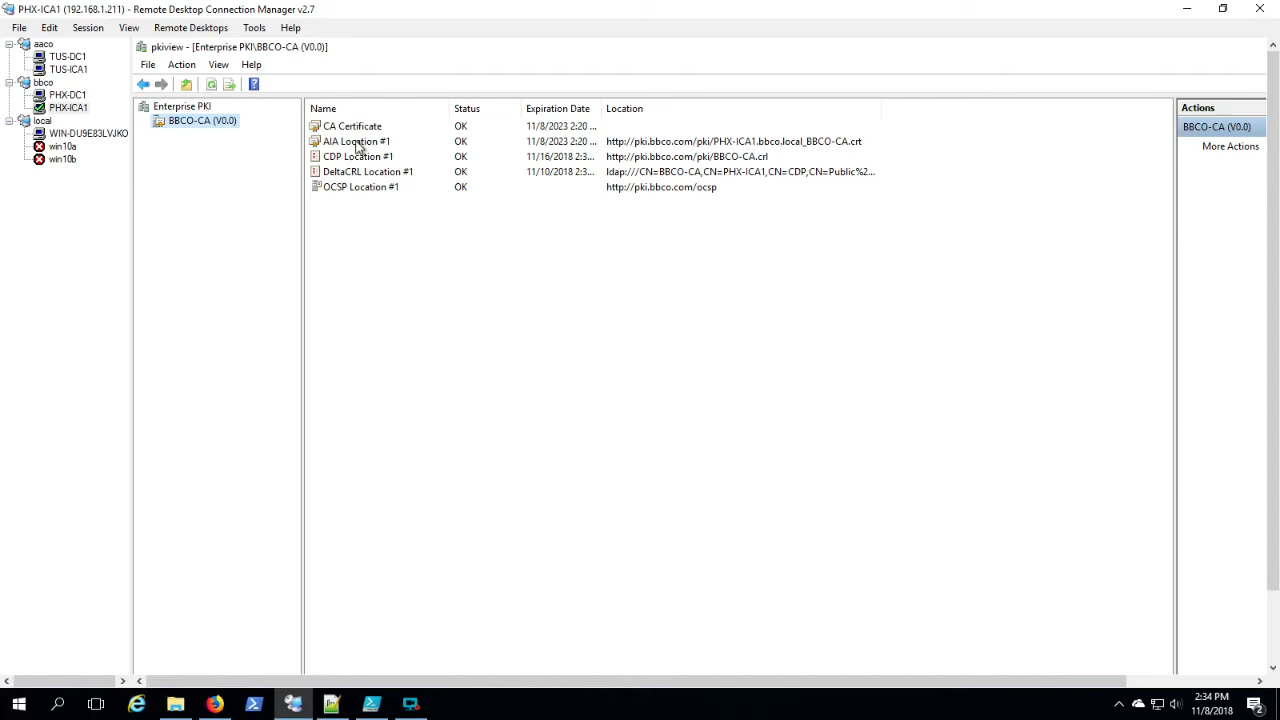 PHX-ICA1 (192.168.1.211) - Remote Desktop Connection Manager v2.7
File Edit Session View Remote Desktops Tools Help
aaco
TUS-DC1
TUS-ICA1
bbco
PHX-DC1
PHX-ICA1
local
WIN-DU9E83LVJKO
win10a
win10b
pkiview - [Enterprise PKI\BBCO-CA (V0.0)]
File Action View Help
Enterprise PKI
BBCO-CA (V0.0)
Name Status Expiration Date Location
CA Certificate OK 11/8/2023 2:20 ...
AIA Location #1 OK 11/8/2023 2:20 ... http://pki.bbco.com/pki/PHX-ICA1.bbco.local_BBCO-CA.crt
CDP Location #1 OK 11/16/2018 2:3... http://pki.bbco.com/pki/BBCO-CA.crl
DeltaCRL Location #1 OK 11/10/2018 2:3... ldap:///CN=BBCO-CA,CN=PHX-ICA1,CN=CDP,CN=Public%2...
OCSP Location #1 OK http://pki.bbco.com/ocsp
Actions
BBCO-CA (V0.0)
More Actions
2:34 PM
11/8/2018
2